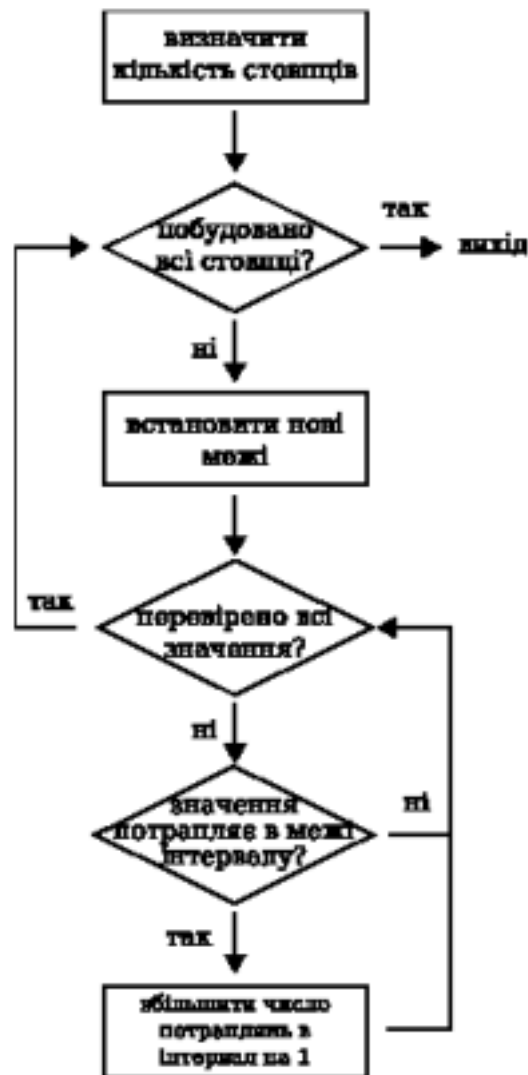 визначити
кількість стовпців
побудовано
всі стовпці?
так
вихід
ні
встановити нові
межі
так
перевірено всі
значення?
ні
значення
потрапляє в межі
інтервалу?
ні
так
збільшити число
потраплянь в
інтервал на 1